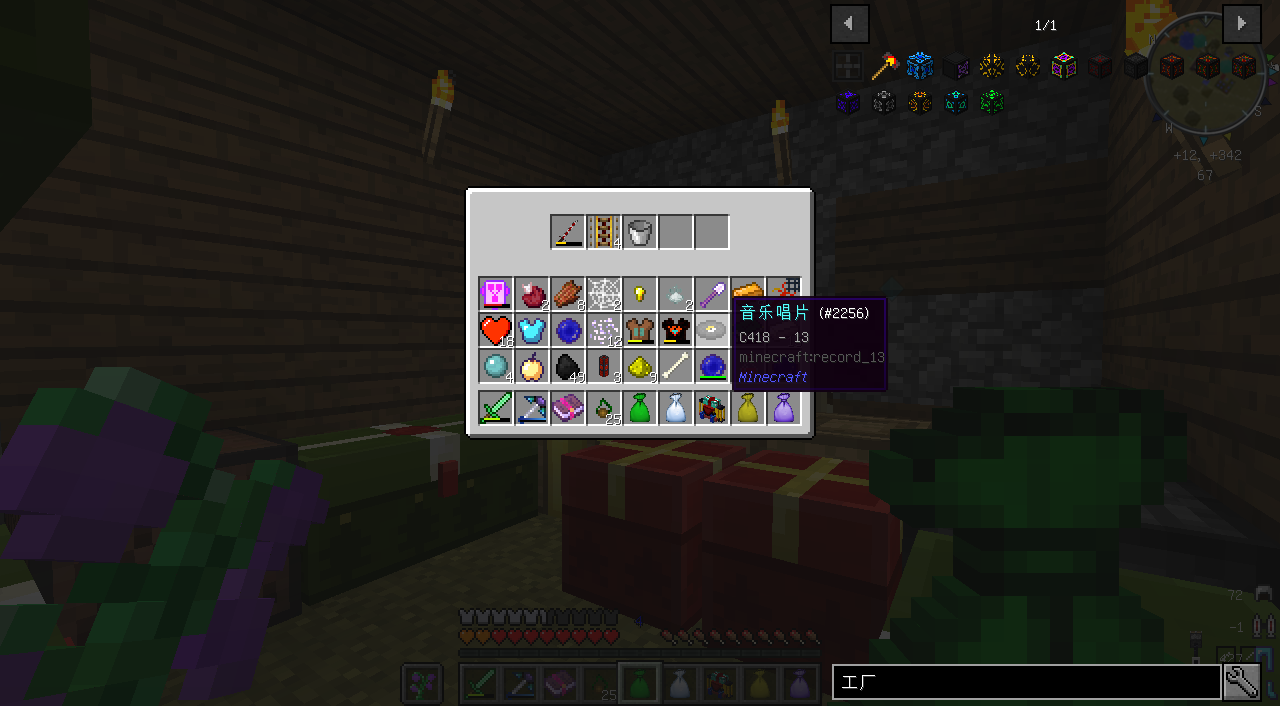 1/1
N
S
W
+12, +342
67
4
2
8
2
2
音乐唱片 (#2256)
C418 - 13
minecraft:record_13
Minecraft
18
12
4
49
3
9
25
72
-1
25
工厂